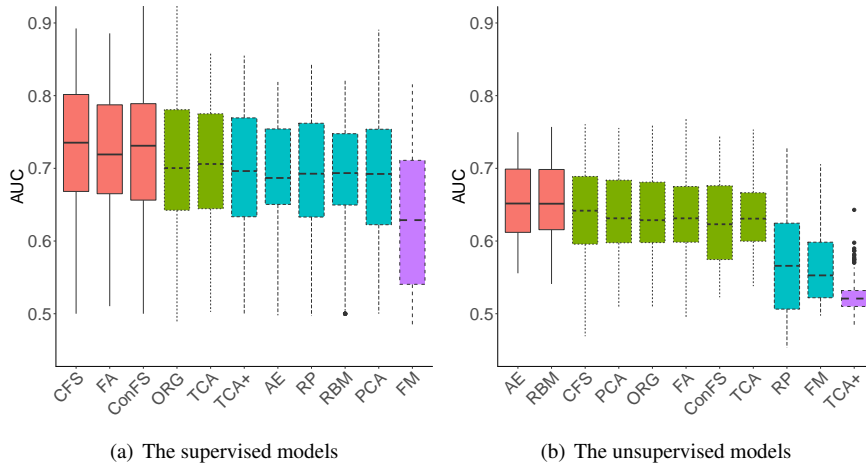 0.9
0.8
0.7
0.6
0.5
AUC
CFS
FA
ConFS
ORG
TCA
TCA+
AE
RP
RBM
PCA
FM
(a) The supervised models
0.9
0.8
0.7
0.6
0.5
AUC
AE
RBM
CFS
PCA
ORG
FA
ConFS
TCA
RP
FM
TCA+
(b) The unsupervised models